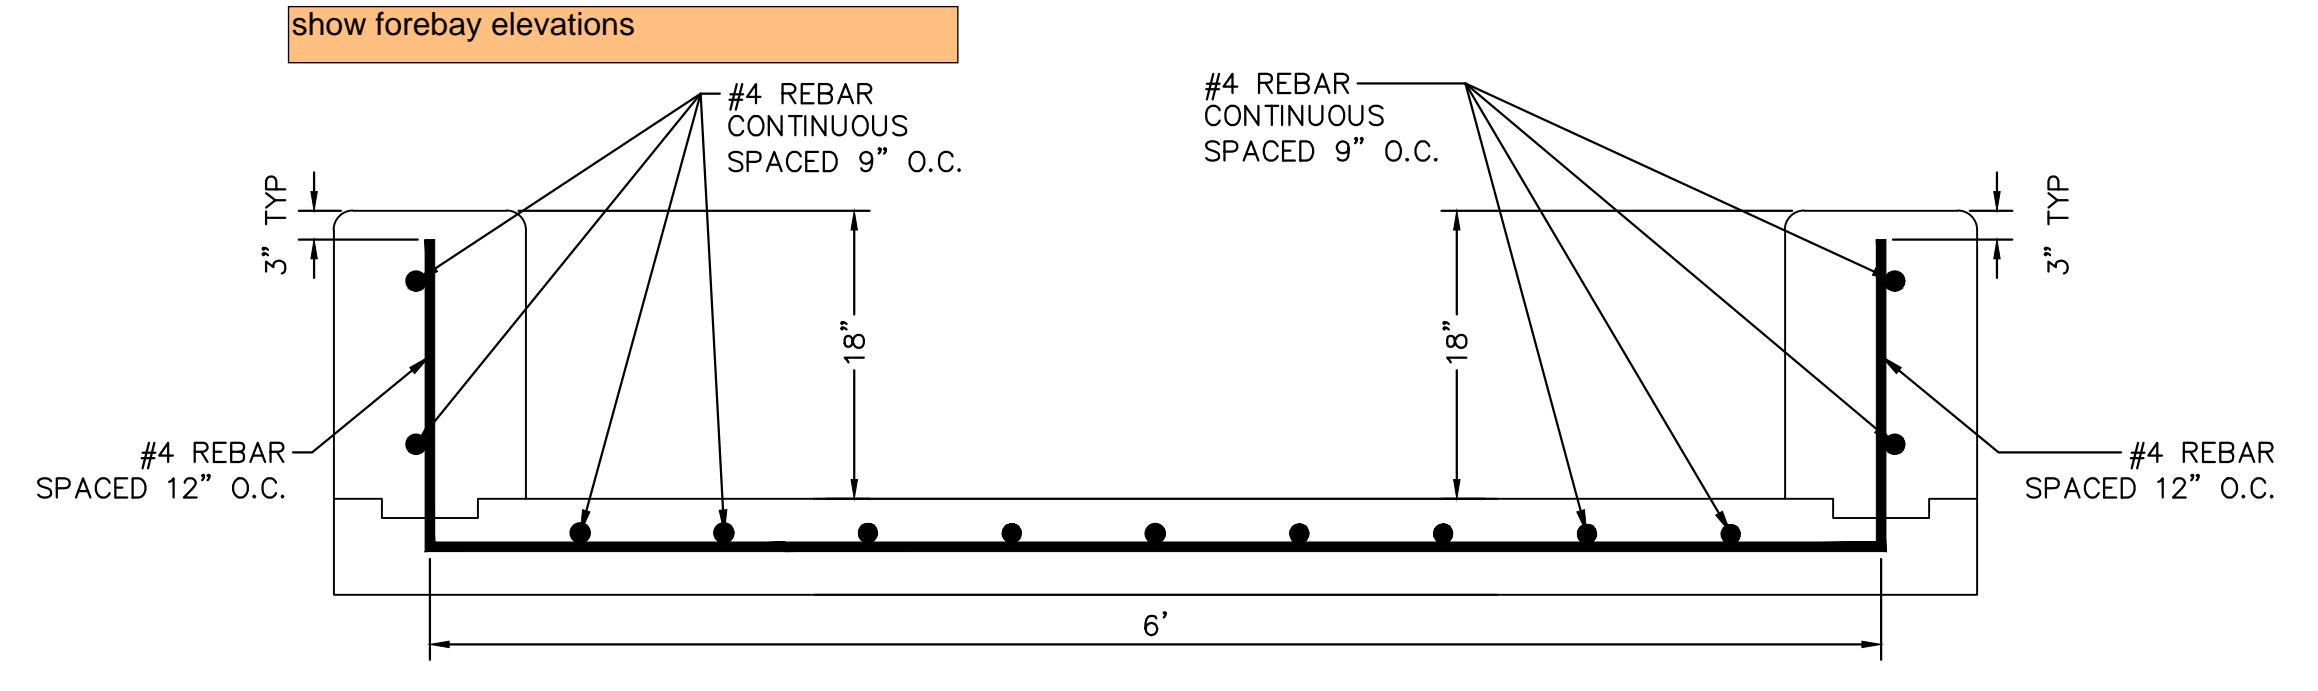 show forebay elevations
#4 REBAR
CONTINUOUS
SPACED 9" O.C.
#4 REBAR
CONTINUOUS
SPACED 9" O.C.
3" TYP
18"
18"
3" TYP
#4 REBAR
SPACED 12" O.C.
#4 REBAR
SPACED 12" O.C.
6'